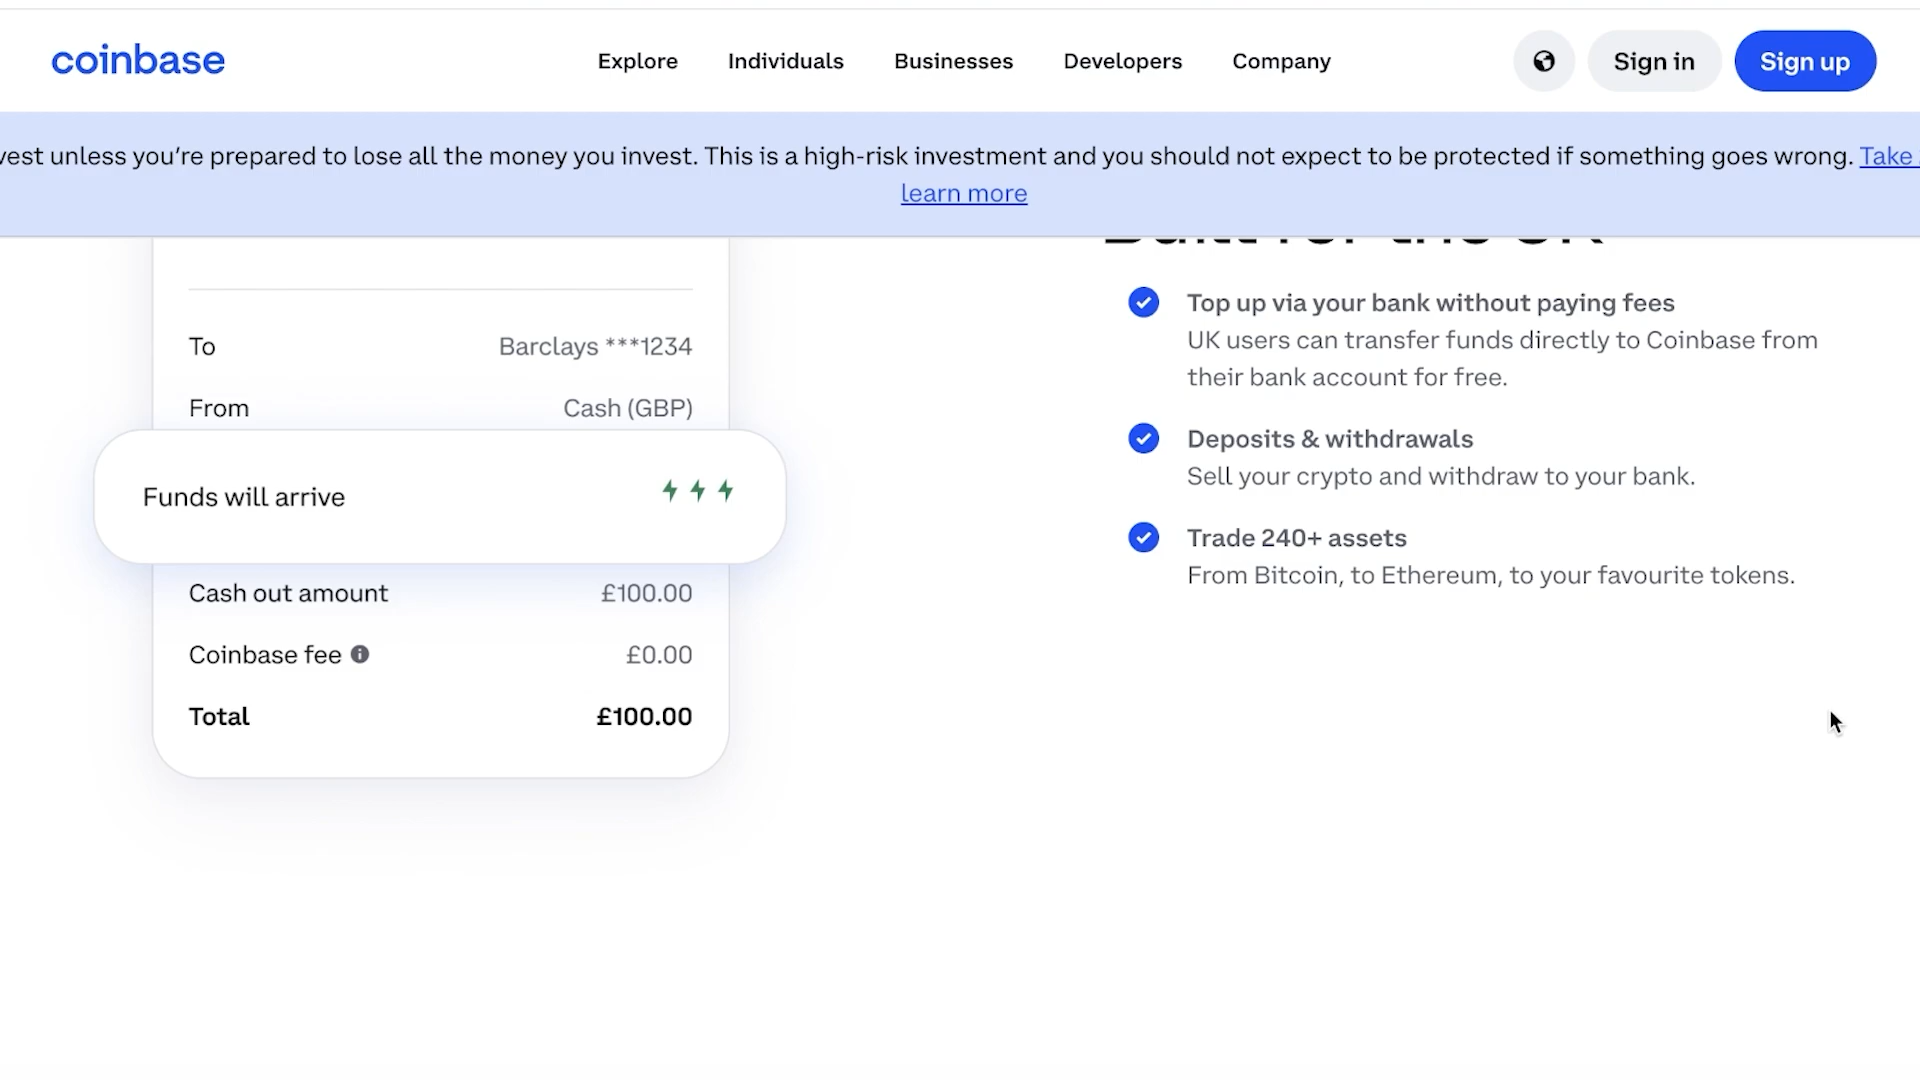 coinbase
Explore
Individuals
Businesses
Developers
Company
Sign in
Sign up
unless you’re prepared to lose all the money you invest. This is a high-risk investment and you should not expect to be protected if something goes wrong. Take
learn more
To
Barclays ***1234
From
Cash (GBP)
Funds will arrive
Cash out amount
£100.00
Coinbase fee
£0.00
Total
£100.00
Built for the UK
Top up via your bank without paying fees
UK users can transfer funds directly to Coinbase from
their bank account for free.
Deposits & withdrawals
Sell your crypto and withdraw to your bank.
Trade 240+ assets
From Bitcoin, to Ethereum, to your favourite tokens.